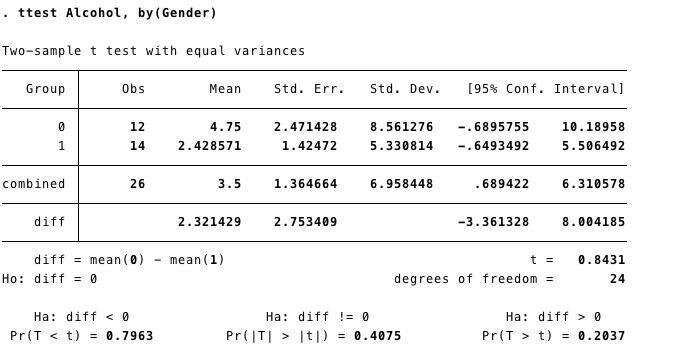 . ttest Alcohol, by(Gender)
Two-sample t test with equal variances
Group Obs Mean Std. Err. Std. Dev. [95% Conf. Interval]
0 12 4.75 2.471428 8.561276 -.6895755 10.18958
1 14 2.428571 1.42472 5.330814 -.6493492 5.506492
combined 26 3.5 1.364664 6.958448 .689422 6.310578
diff 2.321429 2.753409 -3.361328 8.004185
diff = mean(0) - mean(1) t = 0.8431
Ho: diff = 0 degrees of freedom = 24
Ha: diff < 0 Ha: diff != 0 Ha: diff > 0
Pr(T < t) = 0.7963 Pr(|T| > |t|) = 0.4075 Pr(T > t) = 0.2037